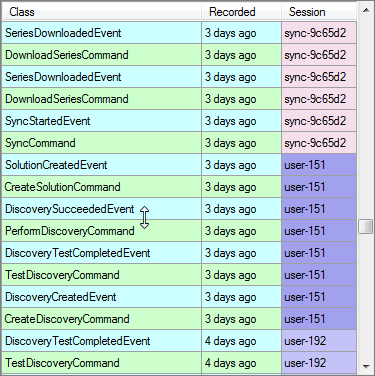 Class Recorded Session
SeriesDownloadedEvent 3 days ago sync-9c65d2
DownloadSeriesCommand 3 days ago sync-9c65d2
SeriesDownloadedEvent 3 days ago sync-9c65d2
DownloadSeriesCommand 3 days ago sync-9c65d2
SyncStartedEvent 3 days ago sync-9c65d2
SyncCommand 3 days ago sync-9c65d2
SolutionCreatedEvent 3 days ago user-151
CreateSolutionCommand 3 days ago user-151
DiscoverySucceededEvent 3 days ago user-151
PerformDiscoveryCommand 3 days ago user-151
DiscoveryTestCompletedEvent 3 days ago user-151
TestDiscoveryCommand 3 days ago user-151
DiscoveryCreatedEvent 3 days ago user-151
CreateDiscoveryCommand 3 days ago user-151
DiscoveryTestCompletedEvent 4 days ago user-192
TestDiscoveryCommand 4 days ago user-192